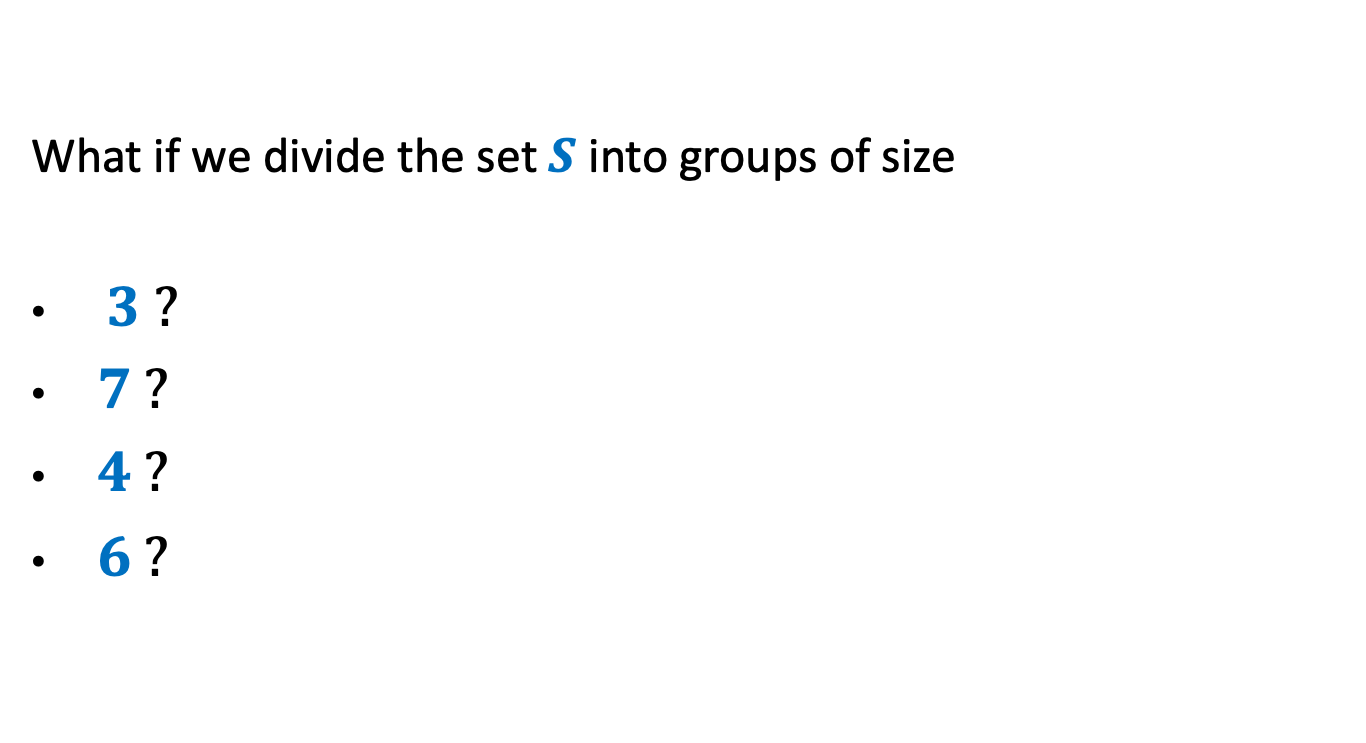 What if we divide the set S into groups of size
• 3 ?
• 7 ?
• 4 ?
• 6 ?